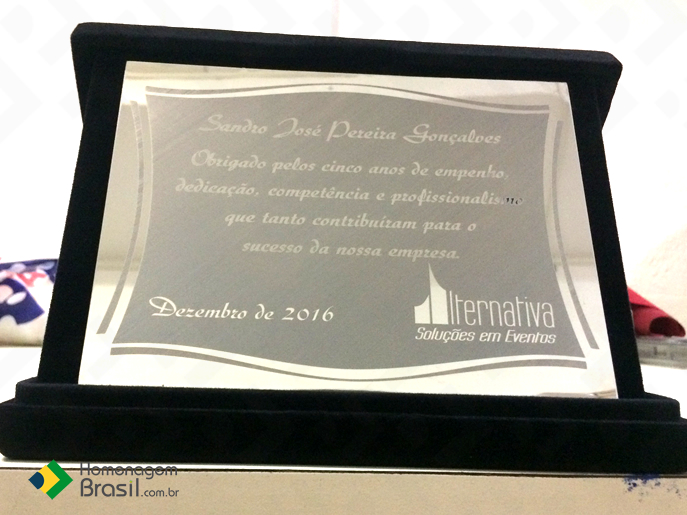 Sandro José Pereira Gonçalves
Obrigado pelos cinco anos de empenho,
dedicação, competência e profissionalismo
que tanto contribuíram para o
sucesso da nossa empresa.
Dezembro de 2016
Alternativa
Soluções em Eventos
Homenagem
Brasil.com.br